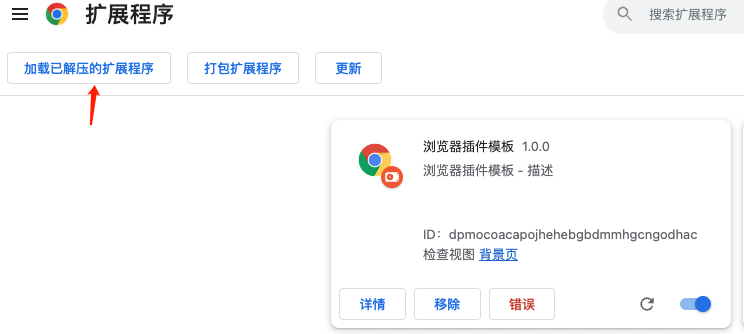 扩展程序
搜索扩展程序
加载已解压的扩展程序 打包扩展程序 更新
浏览器插件模板 1.0.0
浏览器插件模板 - 描述
ID：dpmocoacapojhehebgbdmmhgcngodhac
检查视图 背景页
详情 移除 错误